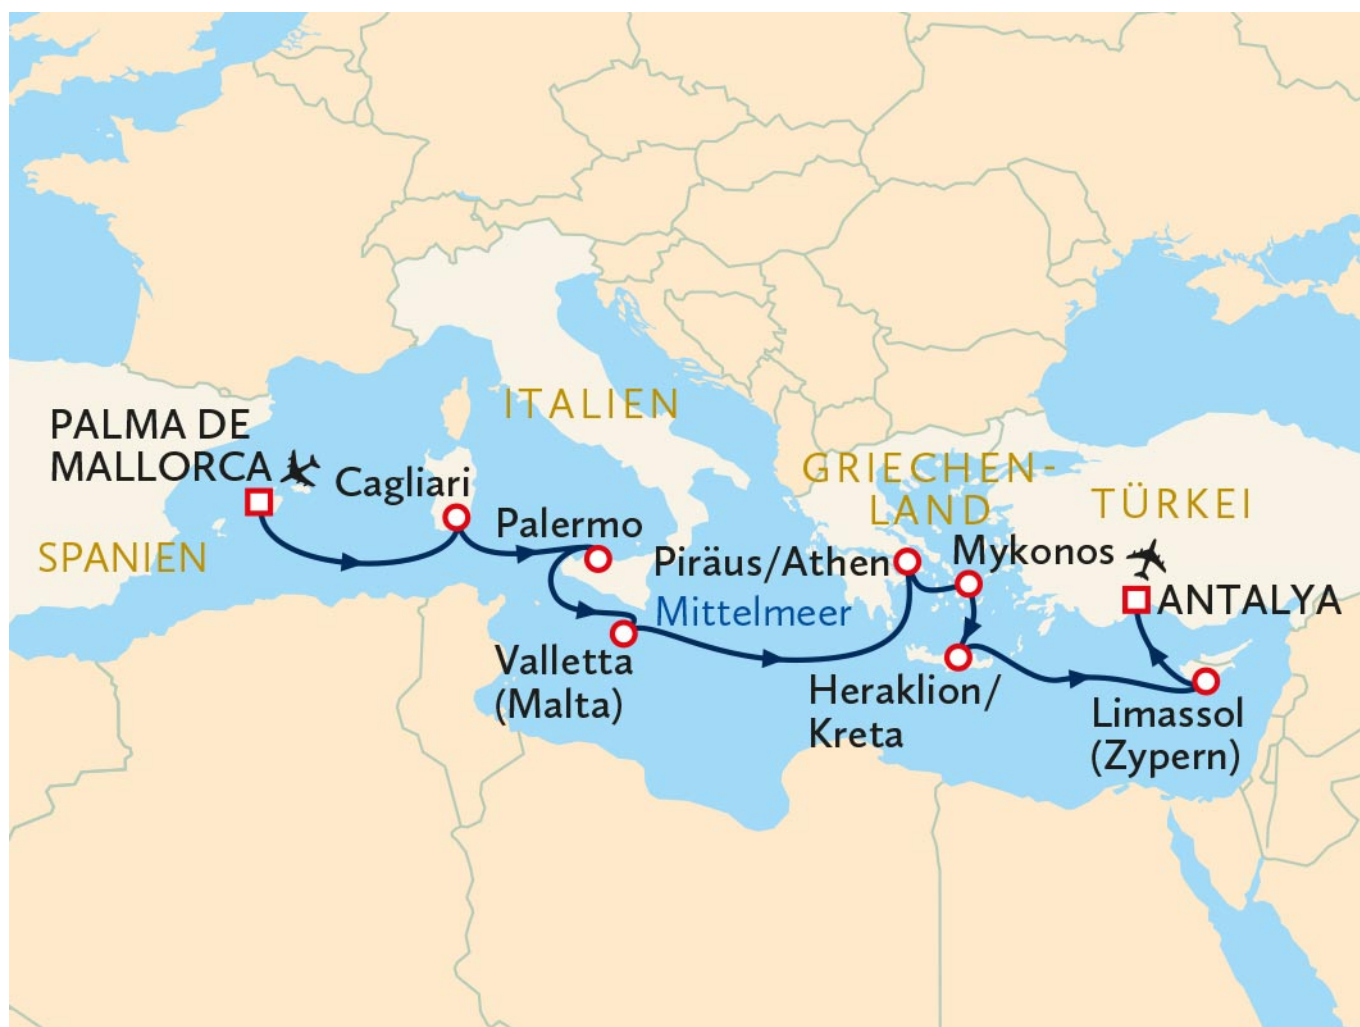 ITALIEN
PALMA DE
MALLORCA
Cagliari
GRIECHEN-
LAND
TÜRKEI
Palermo
SPANIEN
Piräus/Athen
Mykonos
Mittelmeer
ANTALYA
Valletta
(Malta)
Heraklion/
Kreta
Limassol
(Zypern)